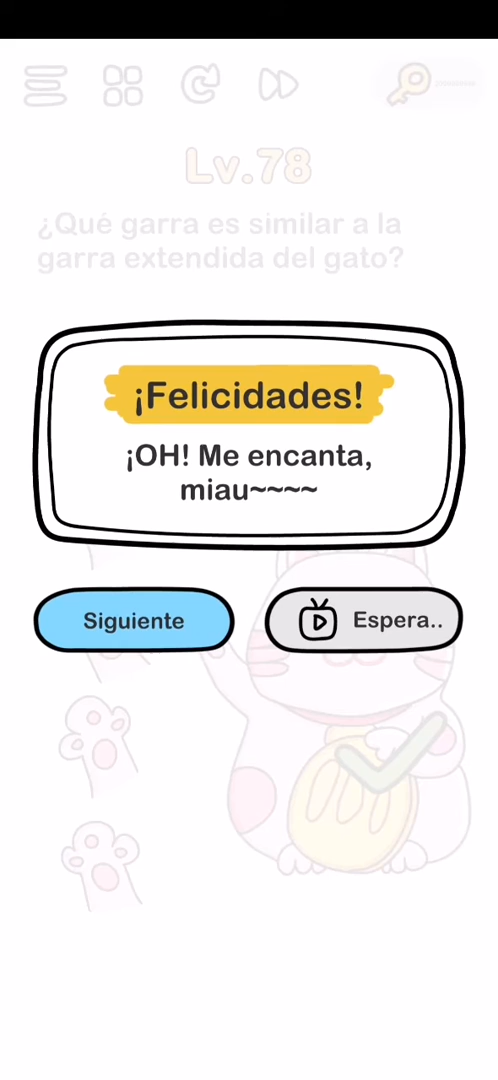 Lv.78
¿Qué garra es similar a la
garra extendida del gato?
¡Felicidades!
¡OH! Me encanta,
miau~~~~
Siguiente
Espera..